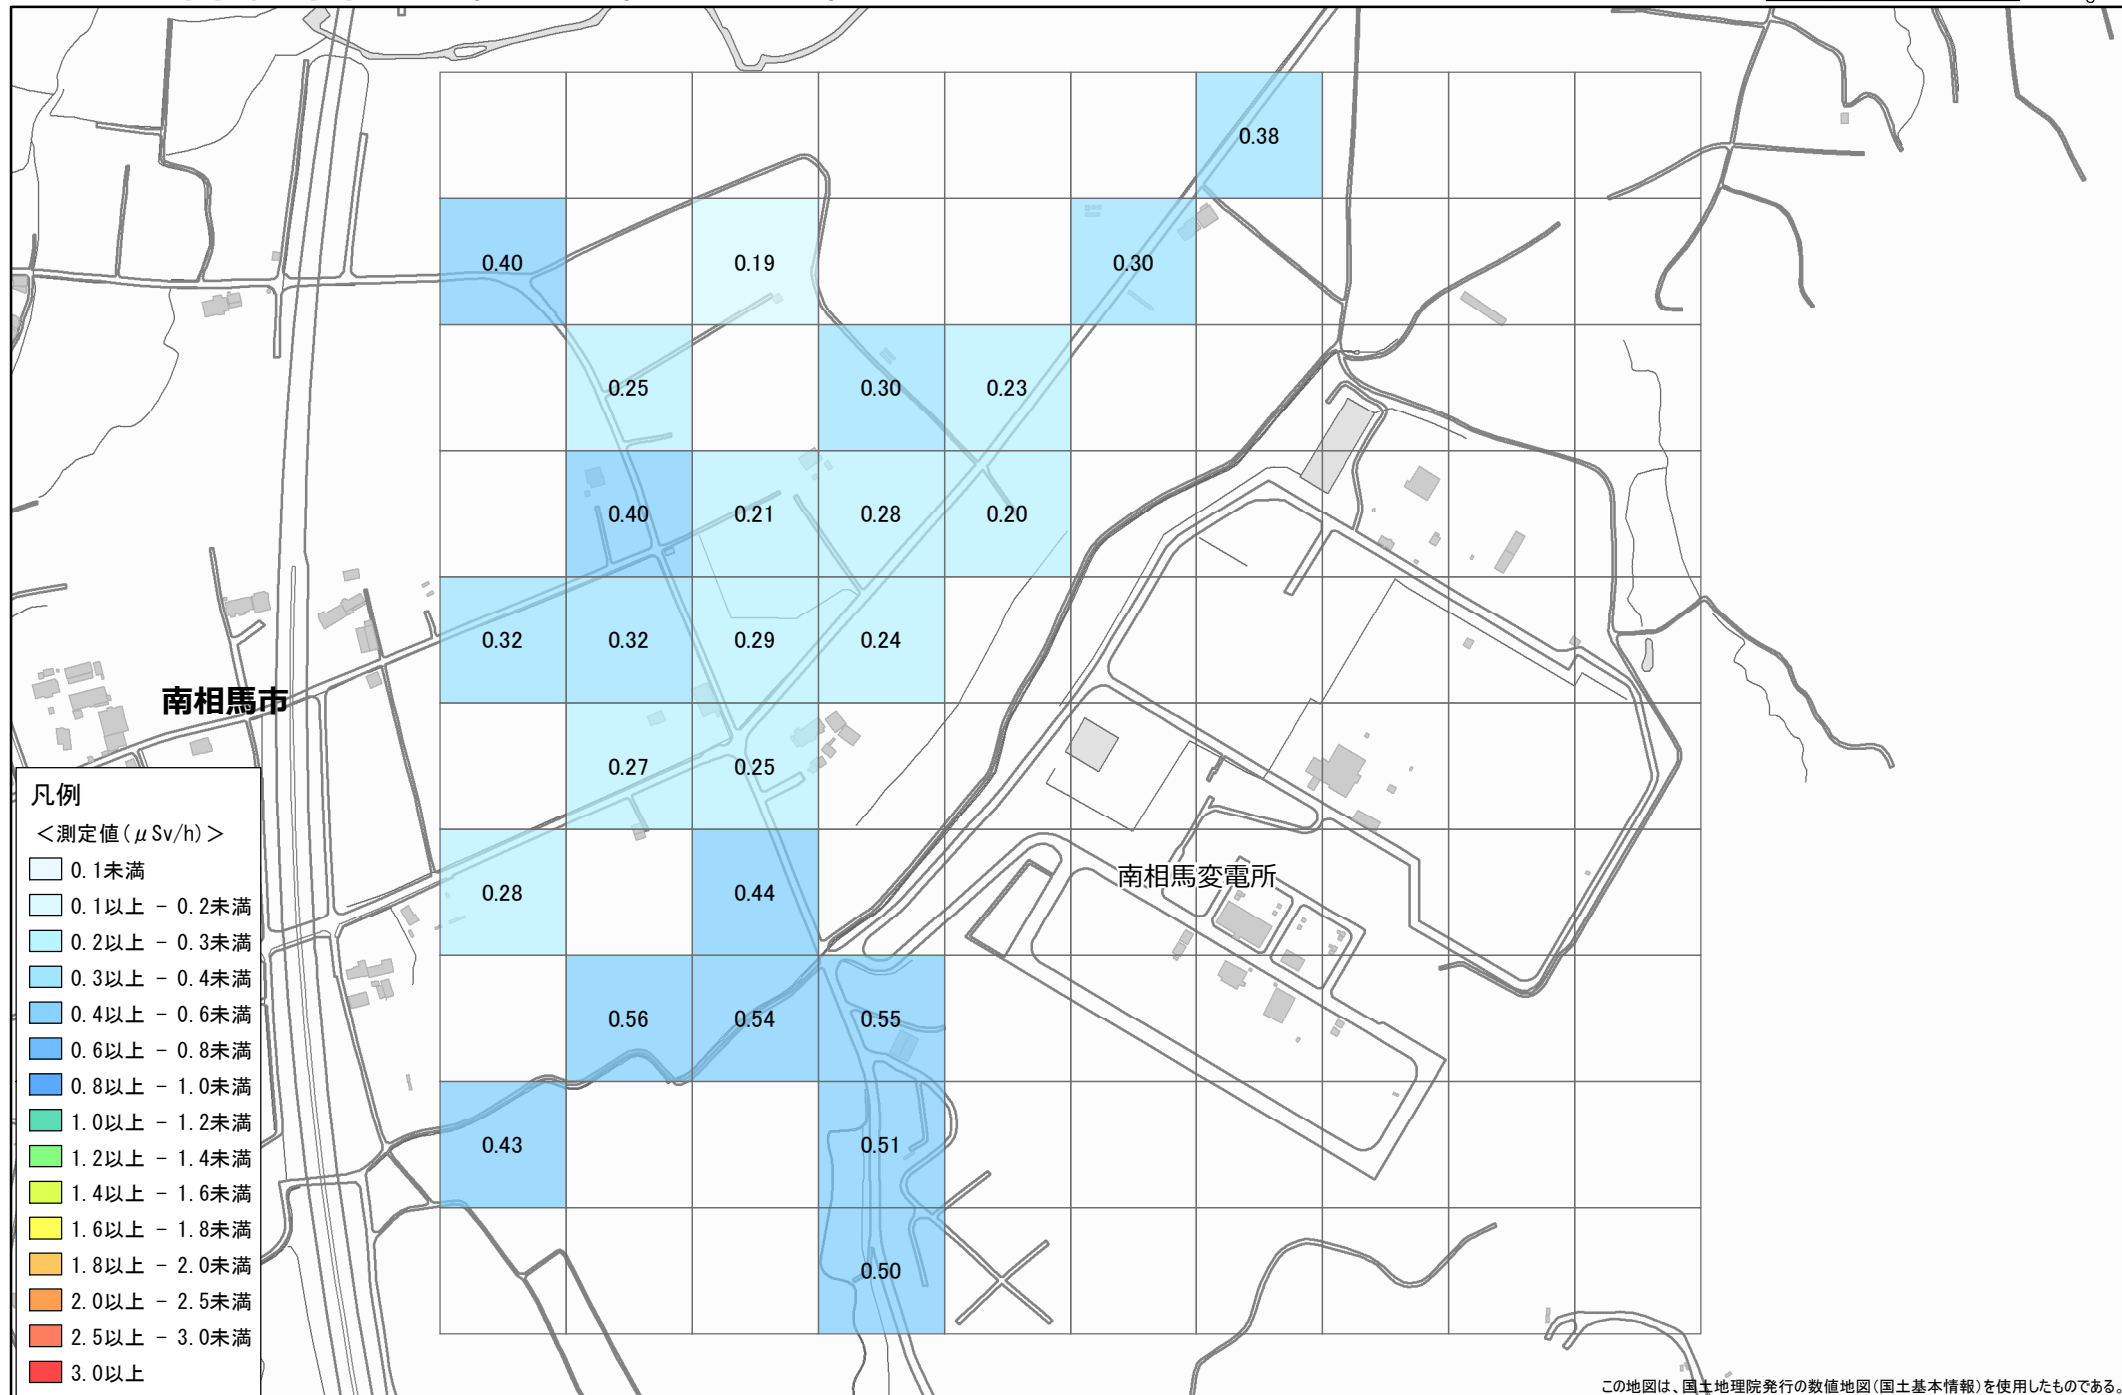 0.38
0.40 0.19 0.30
0.25 0.30 0.23
0.40 0.21 0.28 0.20
0.32 0.32 0.29 0.24
南相馬市
0.27 0.25
0.28 0.44
南相馬変電所
0.56 0.54 0.55
0.43 0.51
0.50
凡例
＜測定値(μSv/h)＞
0.1未満
0.1以上 － 0.2未満
0.2以上 － 0.3未満
0.3以上 － 0.4未満
0.4以上 － 0.6未満
0.6以上 － 0.8未満
0.8以上 － 1.0未満
1.0以上 － 1.2未満
1.2以上 － 1.4未満
1.4以上 － 1.6未満
1.6以上 － 1.8未満
1.8以上 － 2.0未満
2.0以上 － 2.5未満
2.5以上 － 3.0未満
3.0以上
この地図は、国土地理院発行の数値地図(国土基本情報)を使用したものである。